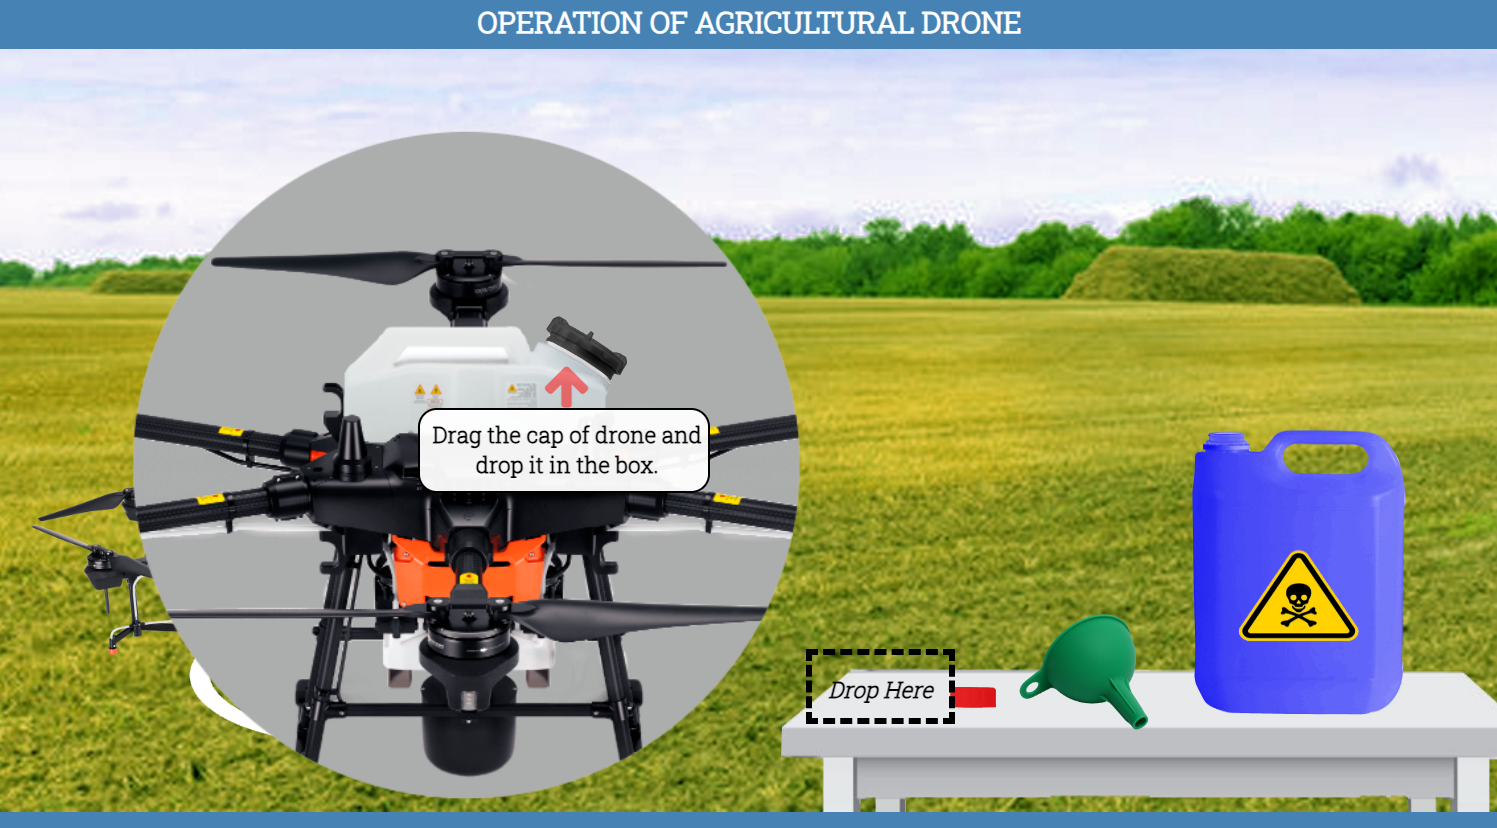 OPERATION OF AGRICULTURAL DRONE
Drag the cap of drone and
drop it in the box.
Drop Here